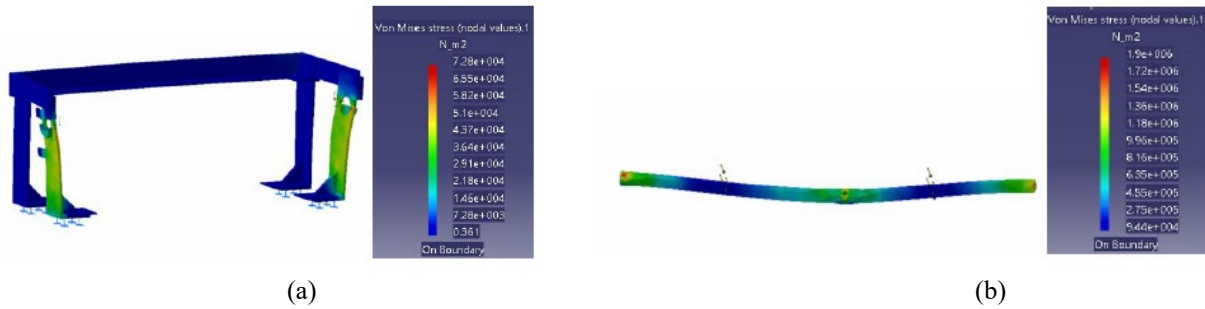 Von Mises stress (nodal values).1
N_m2
7.28e+004
6.55e+004
5.82e+004
5.1e+004
4.37e+004
3.64e+004
2.91e+004
2.18e+004
1.46e+004
7.28e+003
0.361
On Boundary
Von Mises stress (nodal values).1
N_m2
1.9e+006
1.72e+006
1.54e+006
1.36e+006
1.18e+006
9.96e+005
8.16e+005
6.35e+005
4.55e+005
2.75e+005
9.44e+004
On Boundary
(a)
(b)